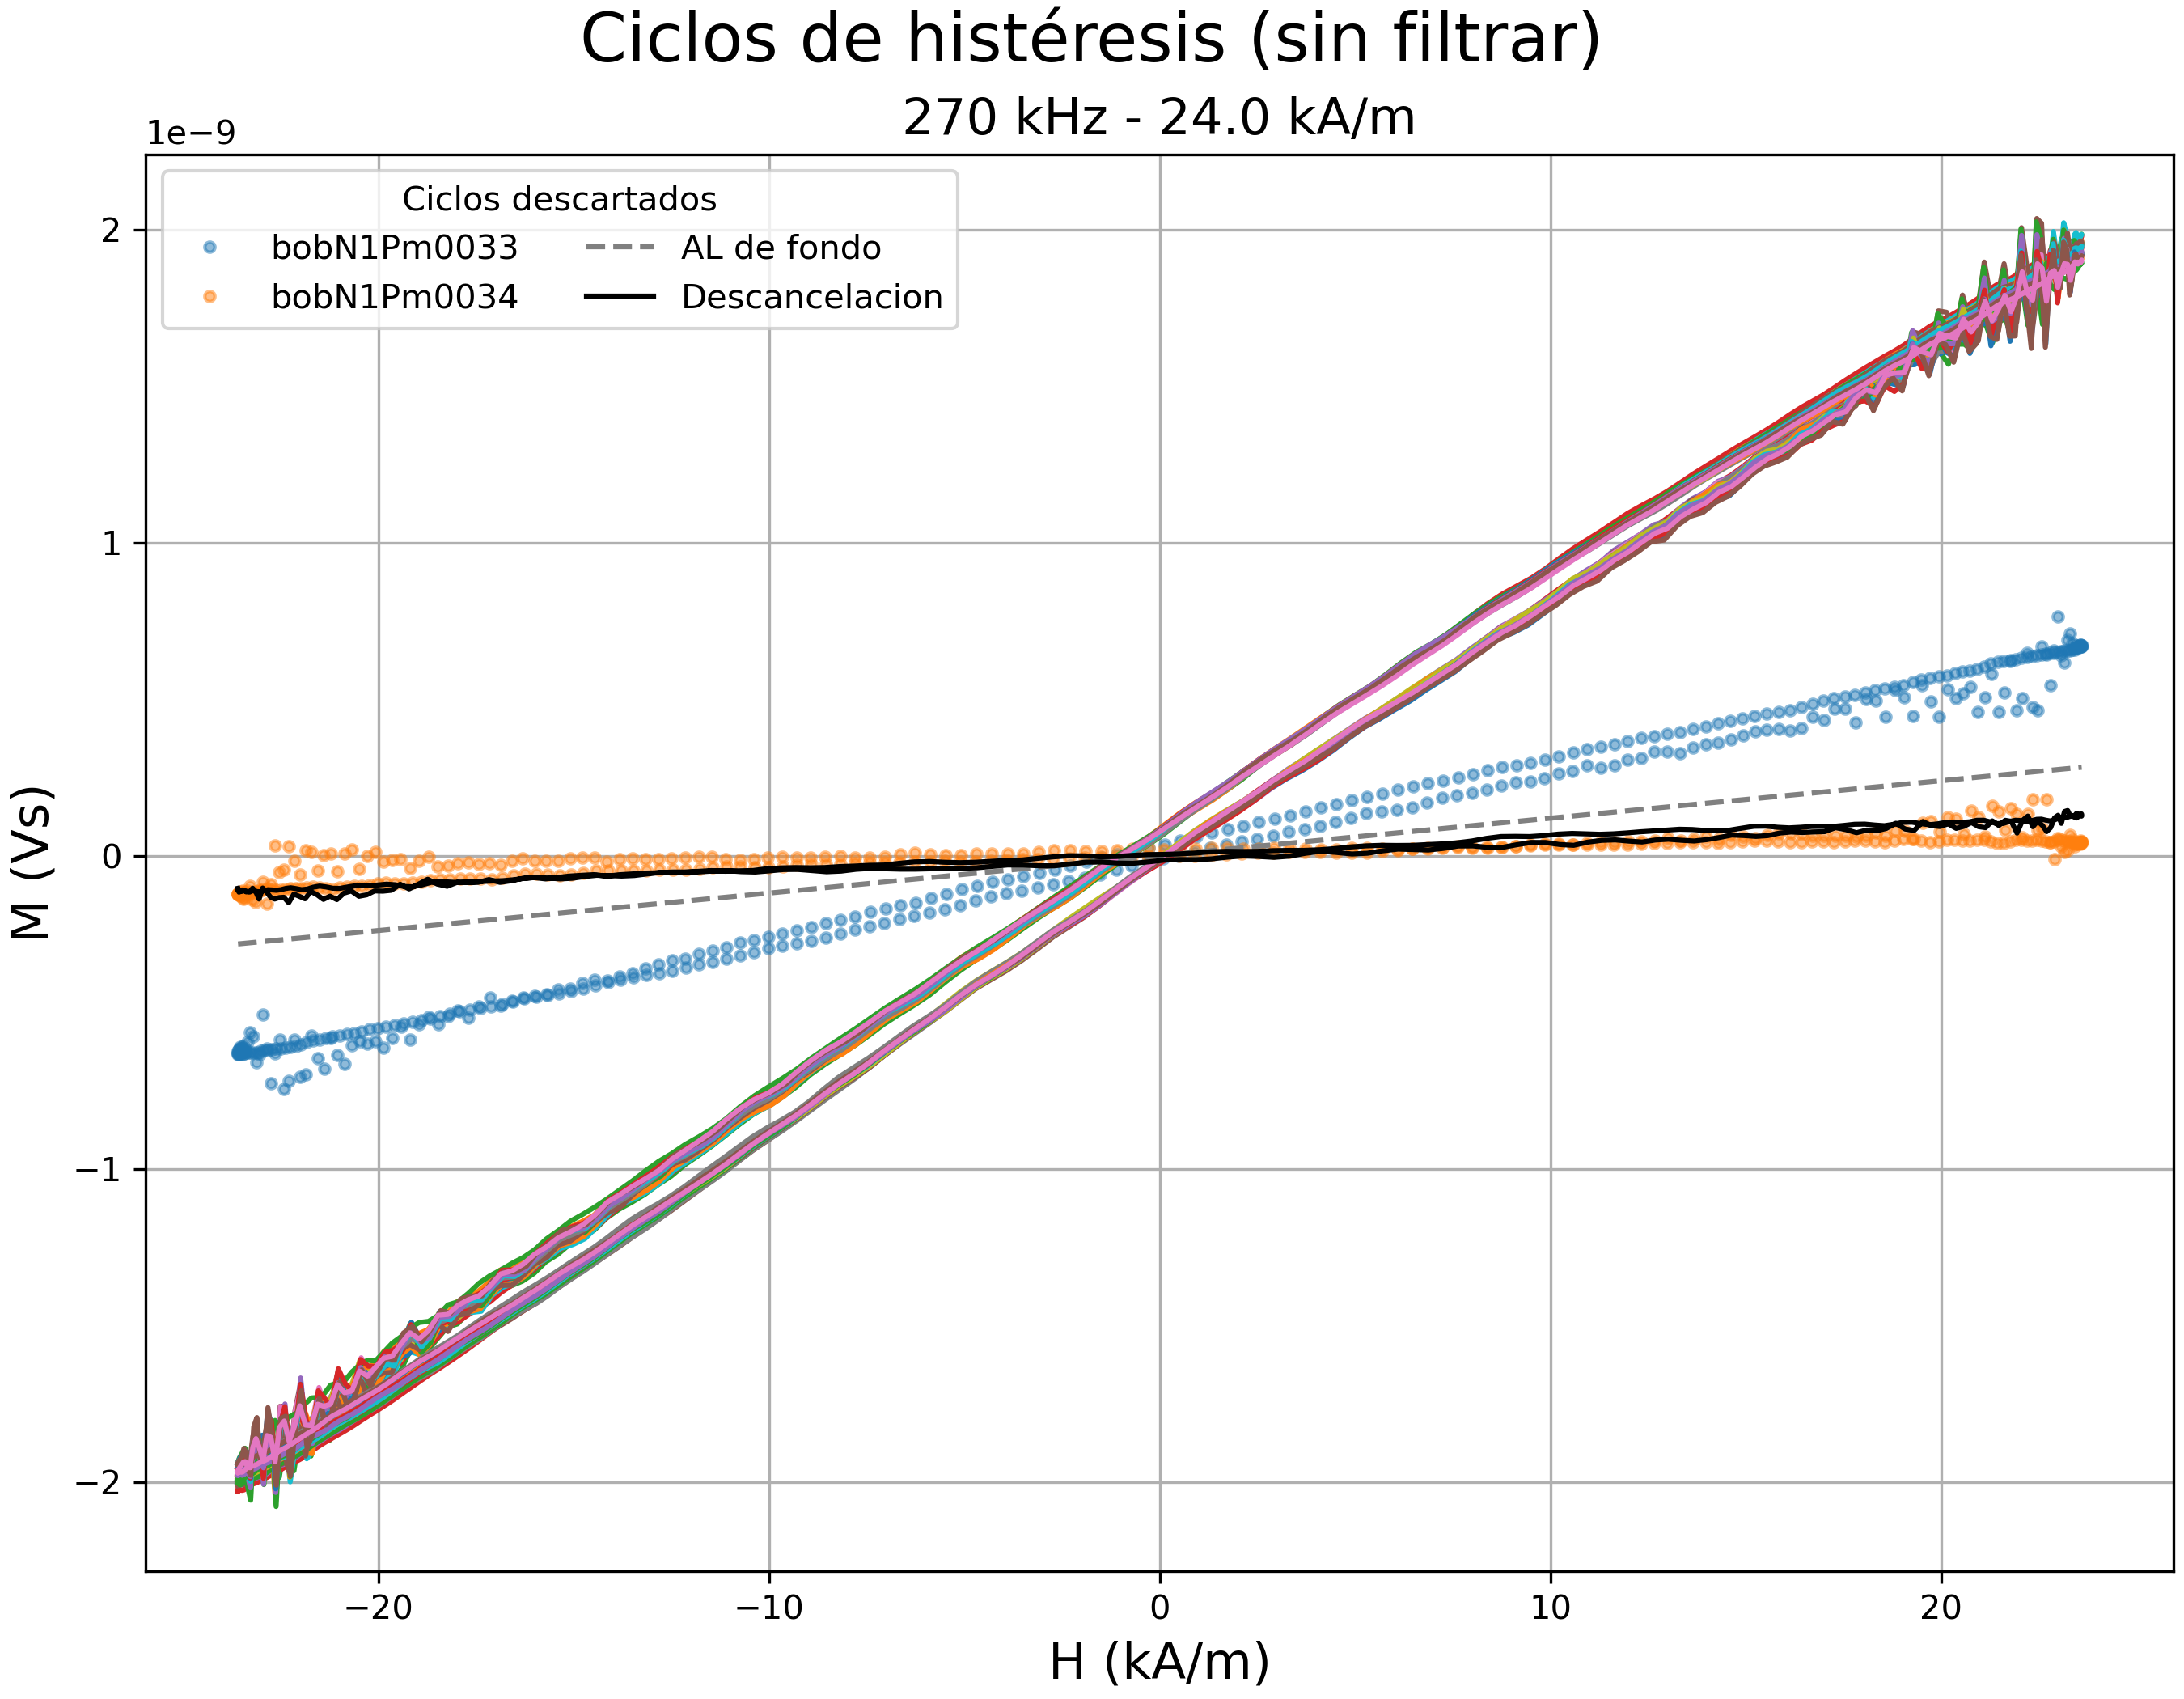 Ciclos de histéresis (sin filtrar)
270 kHz - 24.0 kA/m
1e−9
Ciclos descartados
bobN1Pm0033
bobN1Pm0034
AL de fondo
Descancelacion
2
1
0
−1
−2
M (Vs)
−20
−10
0
10
20
H (kA/m)